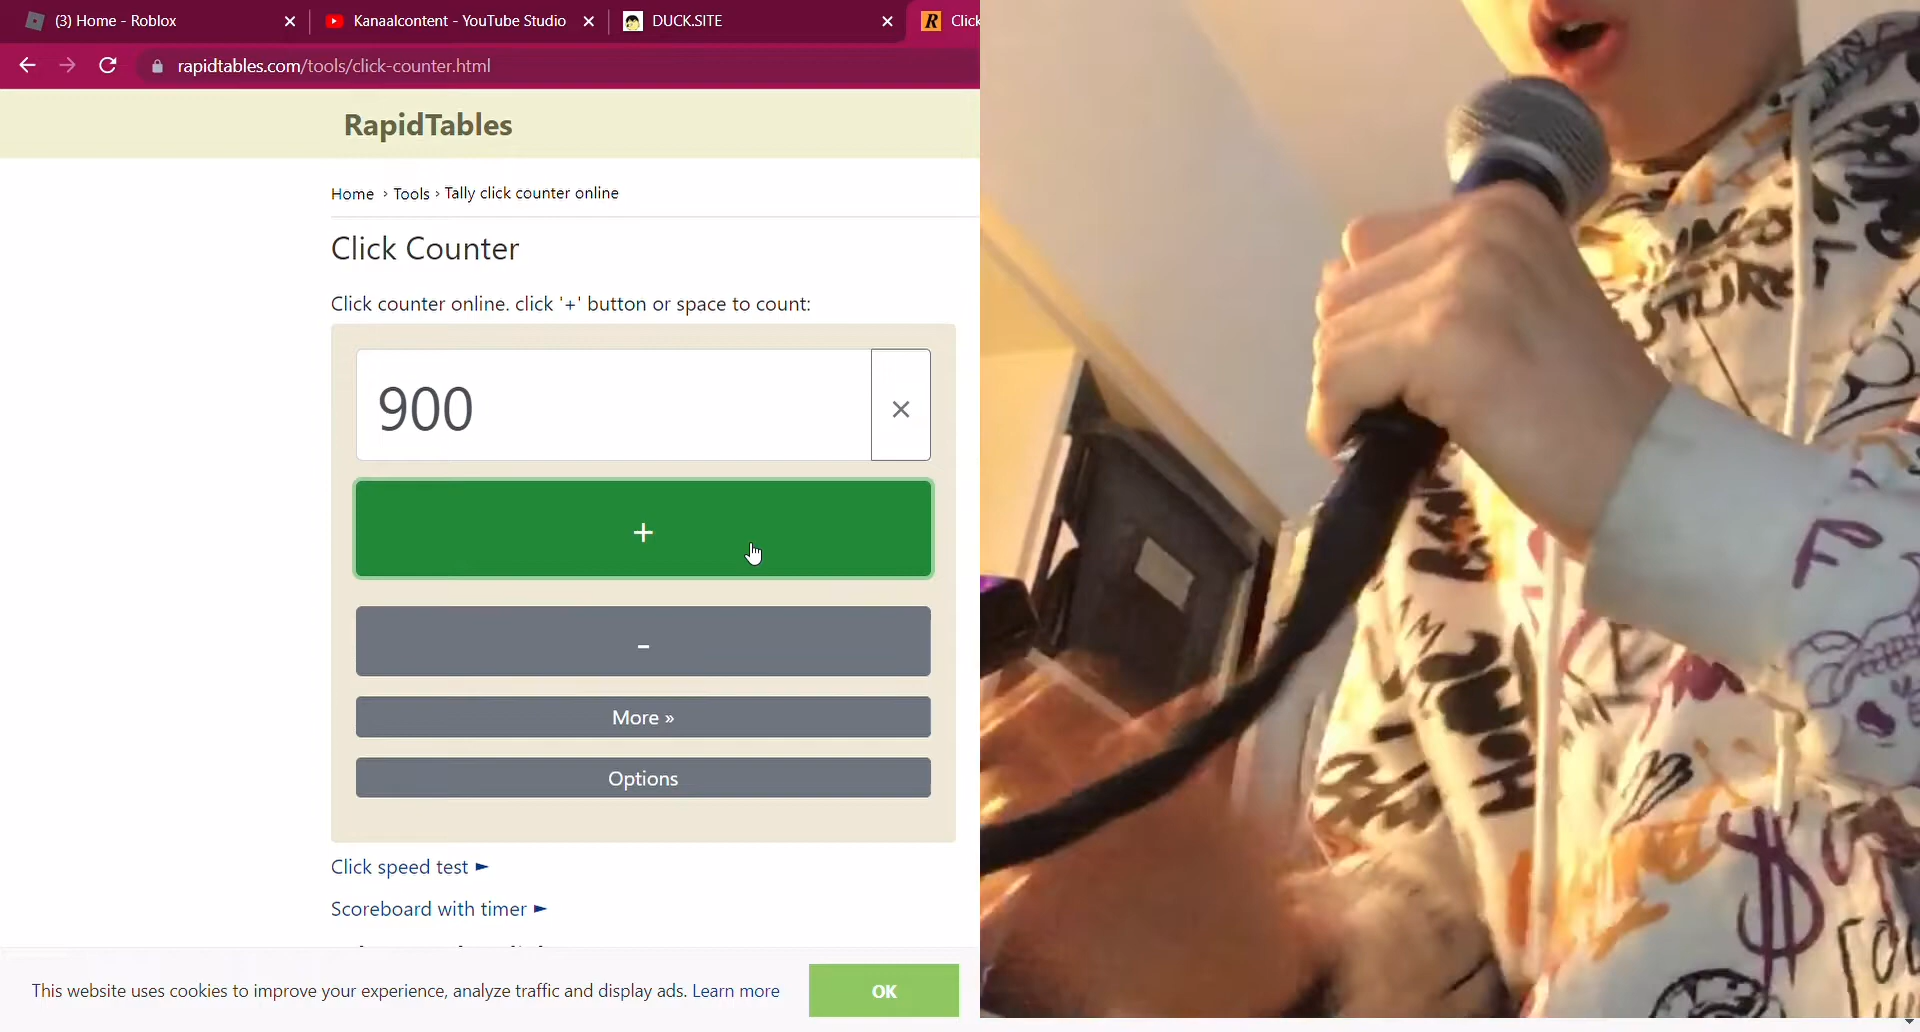 (3) Home - Roblox
Kanaalcontent - YouTube Studio
DUCK.SITE
R Click
rapidtables.com/tools/click-counter.html
RapidTables
Home › Tools › Tally click counter online
Click Counter
Click counter online. click '+' button or space to count:
900
×
+
-
More »
Options
Click speed test ►
Scoreboard with timer ►
This website uses cookies to improve your experience, analyze traffic and display ads. Learn more
OK
$